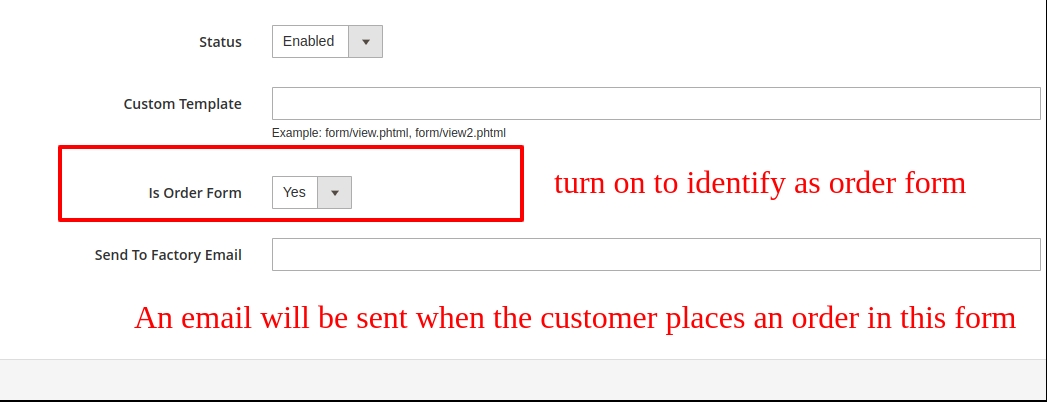 Status Enabled
Custom Template
Example: form/view.phtml, form/view2.phtml
Is Order Form Yes turn on to identify as order form
Send To Factory Email
An email will be sent when the customer places an order in this form